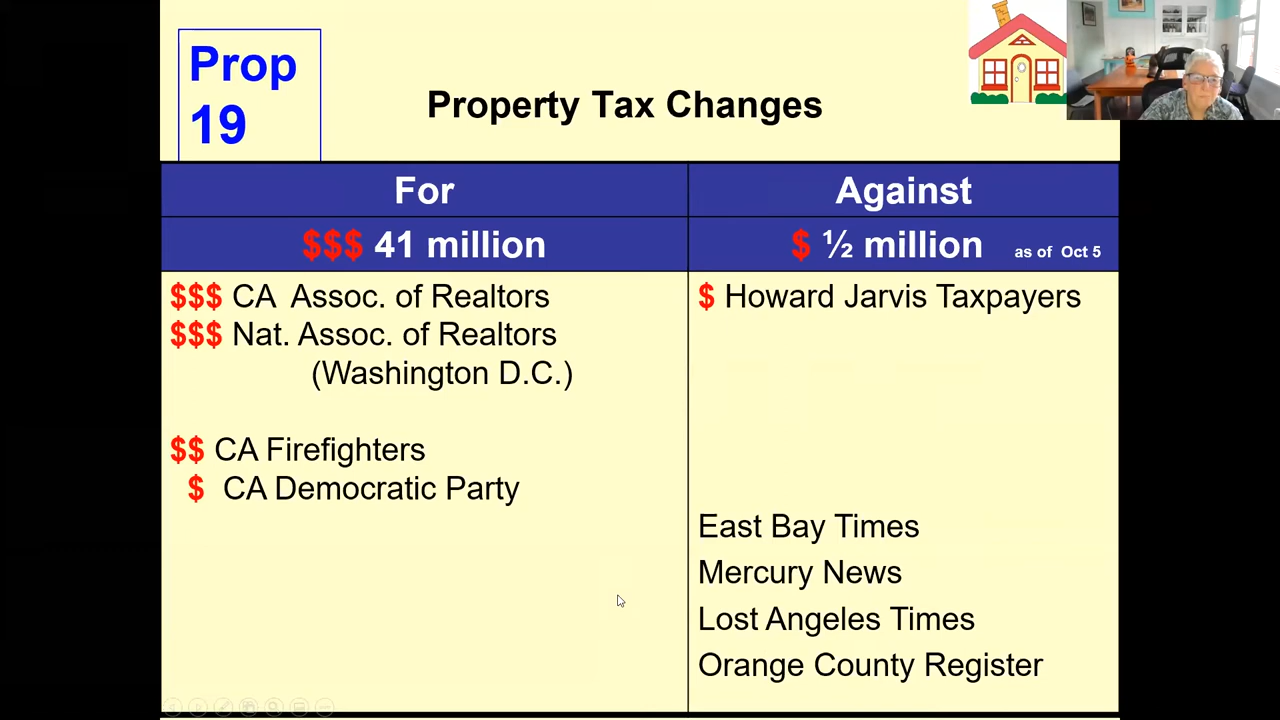 Prop
19
Property Tax Changes
For
Against
$$$ 41 million
$ ½ million as of Oct 5
$$$ CA Assoc. of Realtors
$$$ Nat. Assoc. of Realtors
(Washington D.C.)
$$ CA Firefighters
$ CA Democratic Party
$ Howard Jarvis Taxpayers
East Bay Times
Mercury News
Lost Angeles Times
Orange County Register